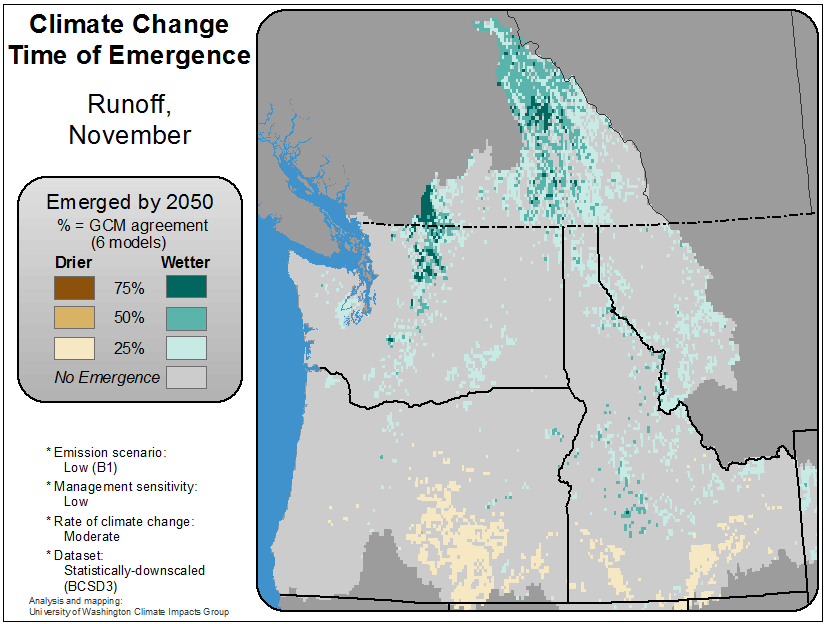 Climate Change
Time of Emergence
Runoff,
November
Emerged by 2050
% = GCM agreement
(6 models)
Drier Wetter
75%
50%
25%
No Emergence
* Emission scenario:
Low (B1)
* Management sensitivity:
Low
* Rate of climate change:
Moderate
* Dataset:
Statistically-downscaled
(BCSD3)
Analysis and mapping:
University of Washington Climate Impacts Group